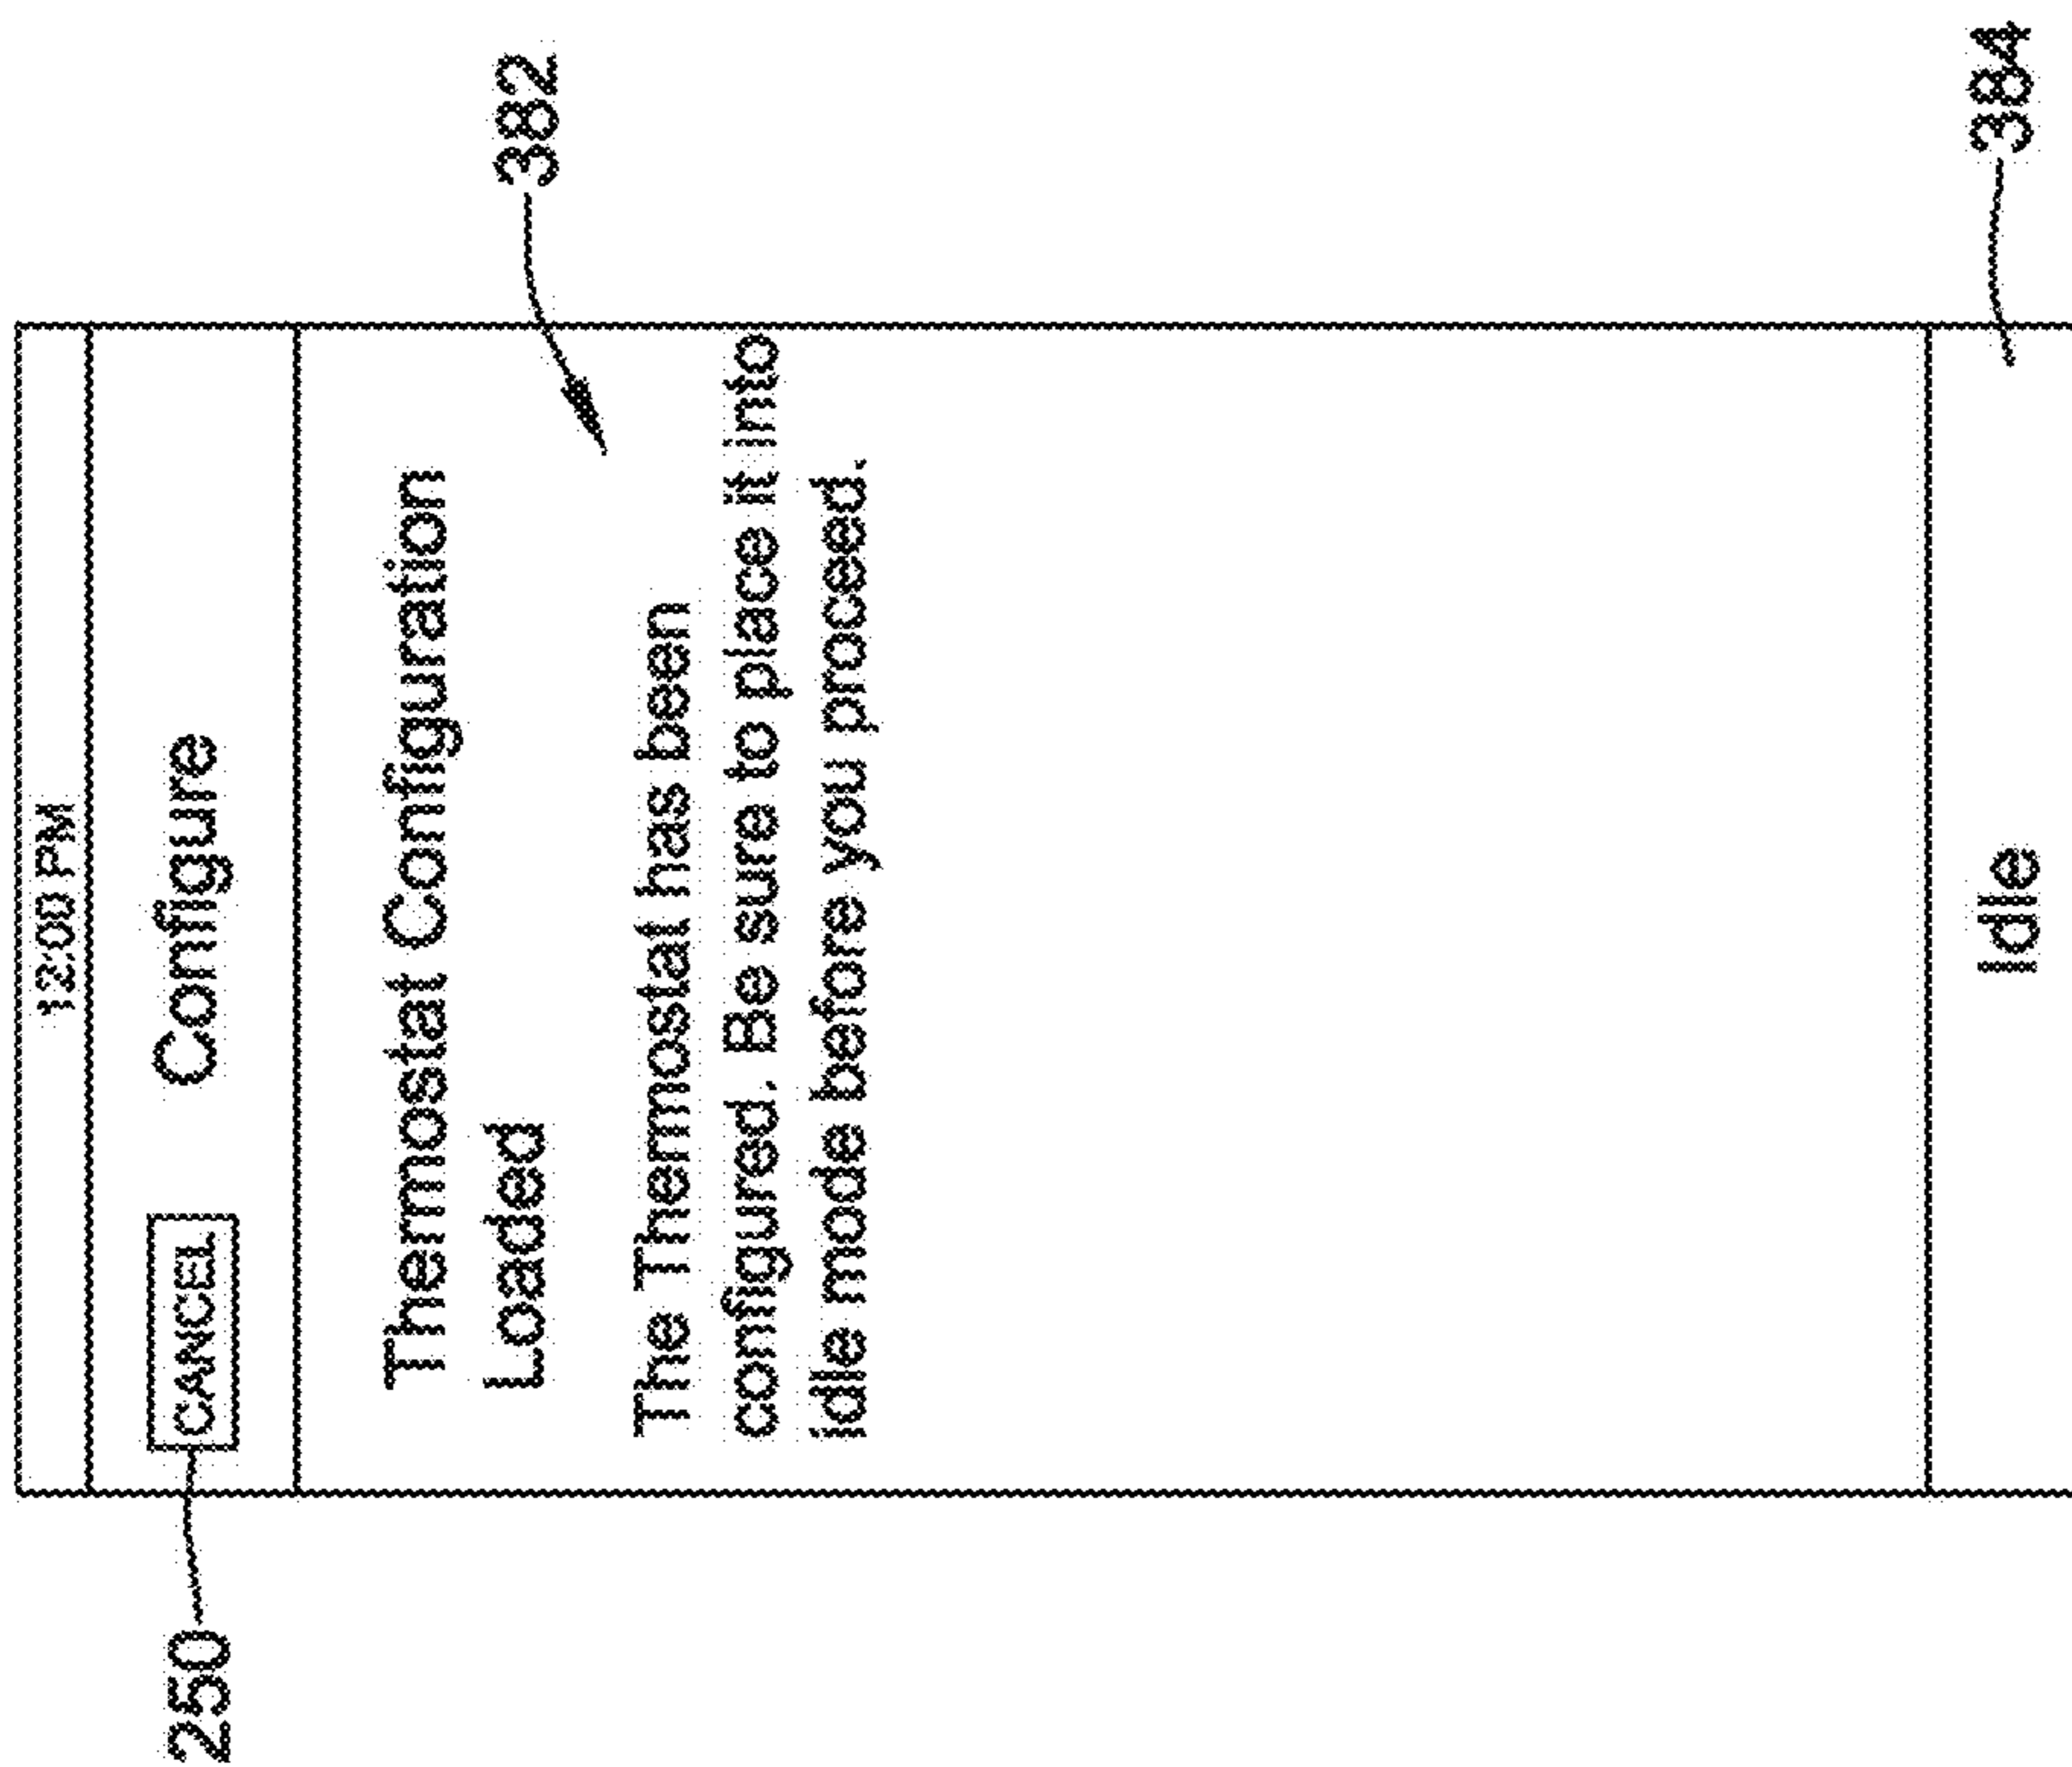 12:00 PM
250
CANCEL
Configure
Thermostat Configuration
Loaded
382
The Themostat has been
configured. Be sure to place it into
idle mode before you proceed.
Idle
384